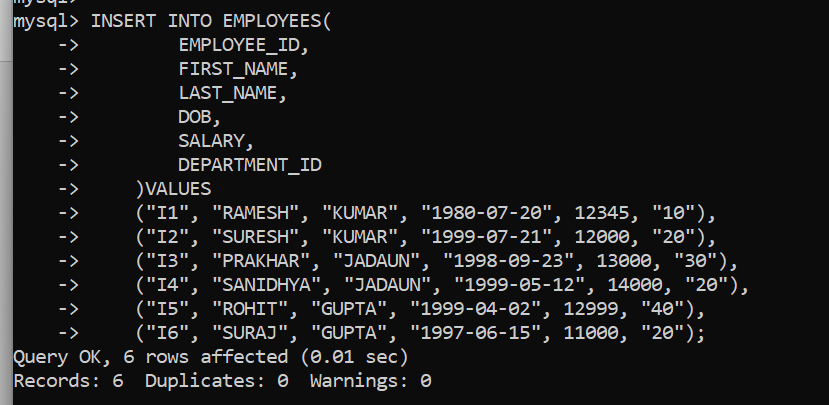 mysql>
mysql> INSERT INTO EMPLOYEES(
    ->         EMPLOYEE_ID,
    ->         FIRST_NAME,
    ->         LAST_NAME,
    ->         DOB,
    ->         SALARY,
    ->         DEPARTMENT_ID
    ->     )VALUES
    ->     ("I1", "RAMESH", "KUMAR", "1980-07-20", 12345, "10"),
    ->     ("I2", "SURESH", "KUMAR", "1999-07-21", 12000, "20"),
    ->     ("I3", "PRAKHAR", "JADAUN", "1998-09-23", 13000, "30"),
    ->     ("I4", "SANIDHYA", "JADAUN", "1999-05-12", 14000, "20"),
    ->     ("I5", "ROHIT", "GUPTA", "1999-04-02", 12999, "40"),
    ->     ("I6", "SURAJ", "GUPTA", "1997-06-15", 11000, "20");
Query OK, 6 rows affected (0.01 sec)
Records: 6  Duplicates: 0  Warnings: 0